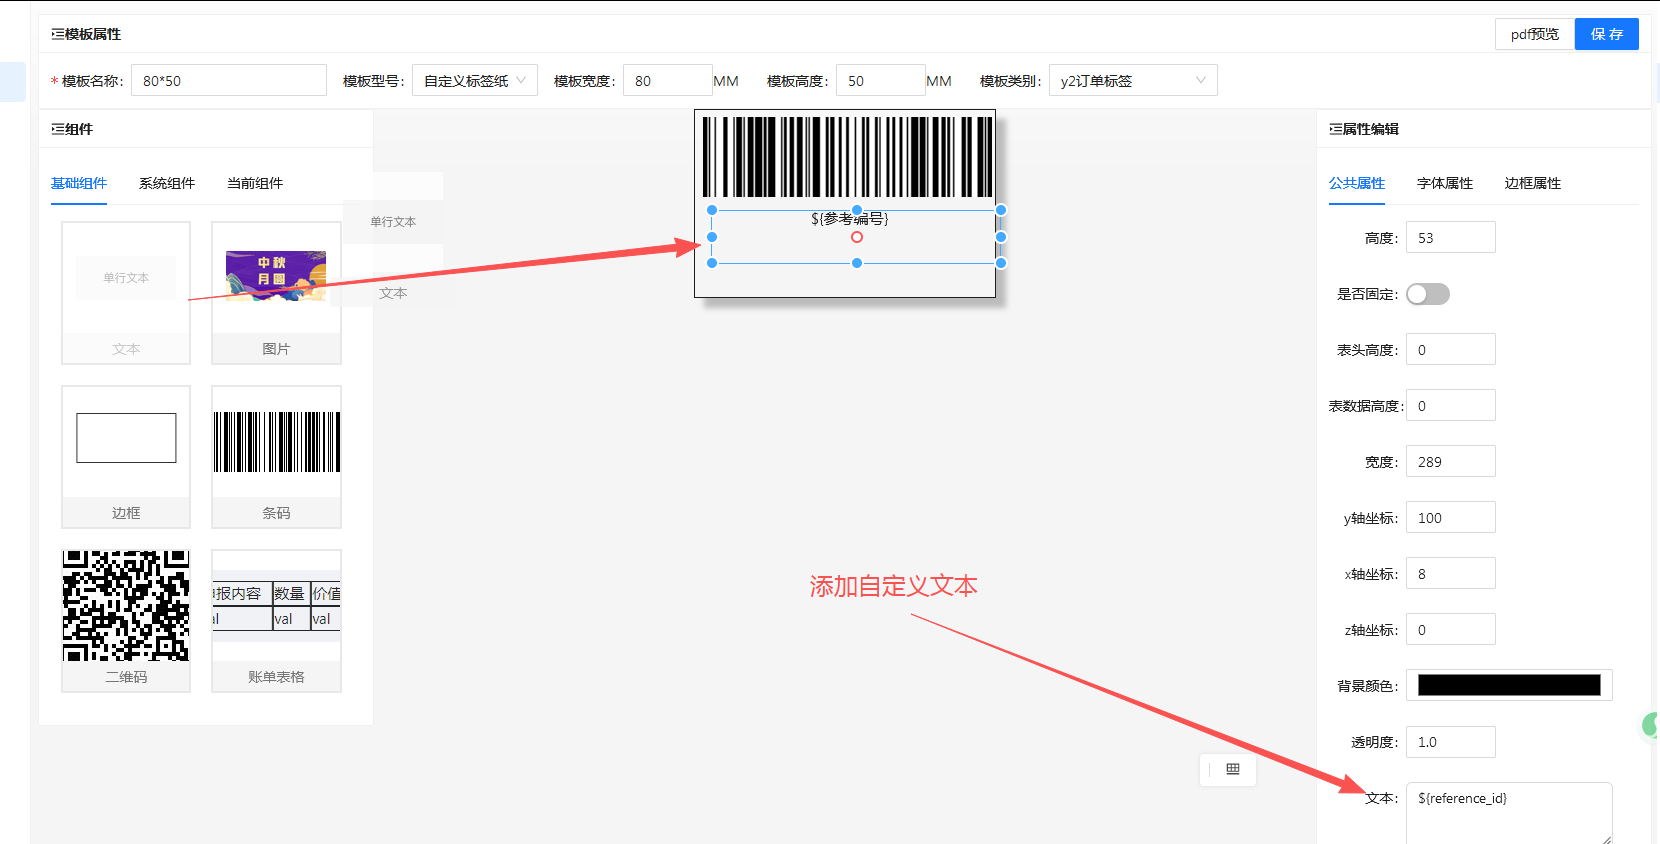 模板属性
pdf预览
保 存
* 模板名称: 80*50
模板型号: 自定义标签纸
模板宽度: 80 MM
模板高度: 50 MM
模板类别: y2订单标签
组件
基础组件 系统组件 当前组件
单行文本
文本
中秋
月圆
图片
单行文本
文本
边框
条码
报内容 数量 价值
al val val
二维码
账单表格
${参考编号}
添加自定义文本
属性编辑
公共属性 字体属性 边框属性
高度: 53
是否固定:
表头高度: 0
表数据高度: 0
宽度: 289
y轴坐标: 100
x轴坐标: 8
z轴坐标: 0
背景颜色:
透明度: 1.0
文本: ${reference_id}